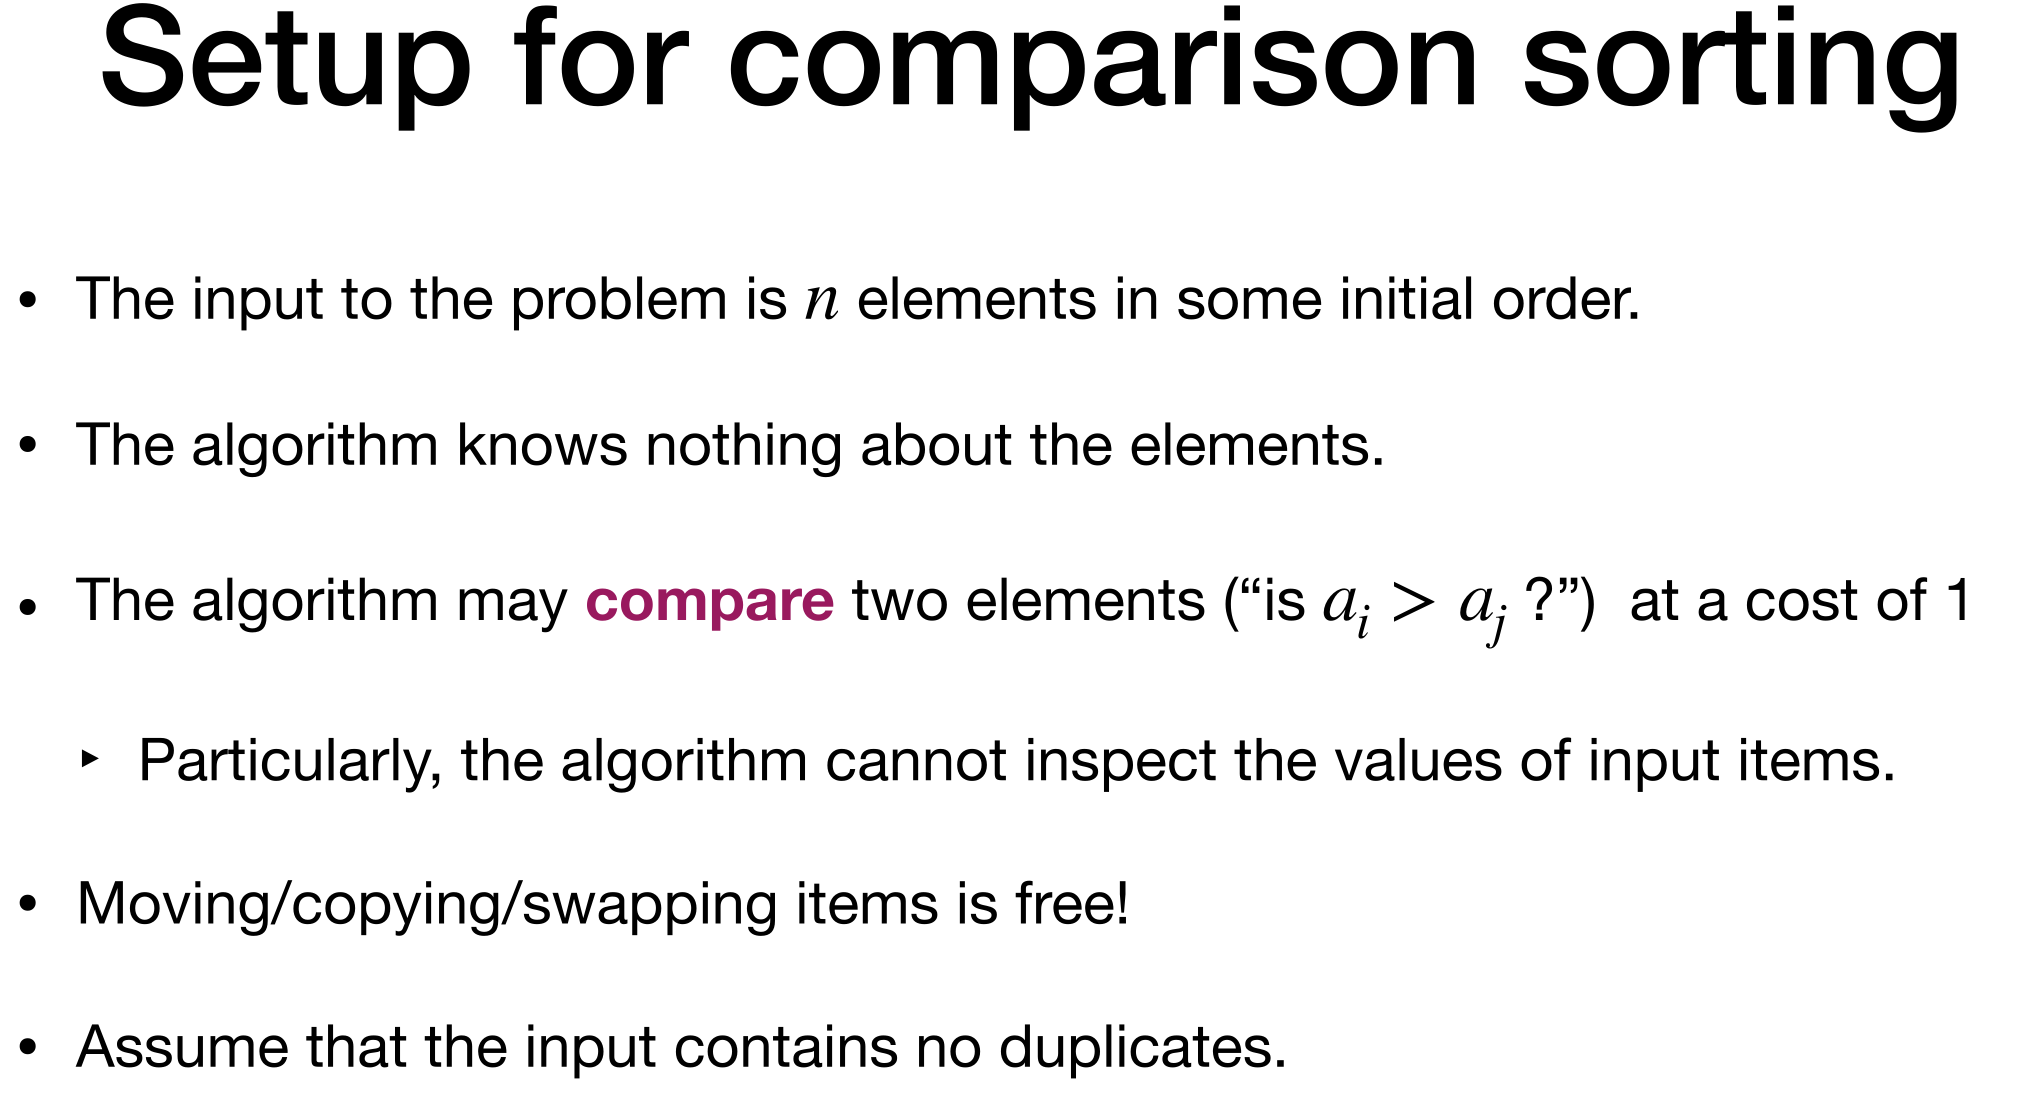 Setup for comparison sorting
• The input to the problem is n elements in some initial order.
• The algorithm knows nothing about the elements.
• The algorithm may compare two elements (“is a_i > a_j ?”) at a cost of 1
‣ Particularly, the algorithm cannot inspect the values of input items.
• Moving/copying/swapping items is free!
• Assume that the input contains no duplicates.